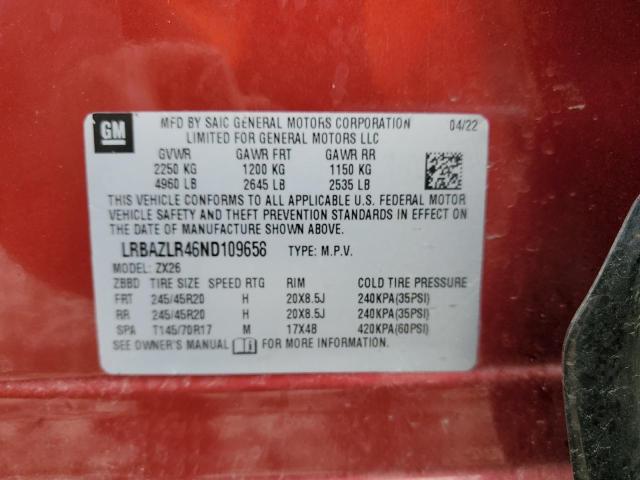 GM
MFD BY SAIC GENERAL MOTORS CORPORATION 04/22
LIMITED FOR GENERAL MOTORS LLC
GVWR GAWR FRT GAWR RR
2250 KG 1200 KG 1150 KG
4960 LB 2645 LB 2535 LB
THIS VEHICLE CONFORMS TO ALL APPLICABLE U.S. FEDERAL MOTOR
VEHICLE SAFETY AND THEFT PREVENTION STANDARDS IN EFFECT ON
THE DATE OF MANUFACTURE SHOWN ABOVE.
LRBAZLR46ND109658 TYPE: M.P.V.
MODEL: ZX26
ZBBD TIRE SIZE SPEED RTG RIM COLD TIRE PRESSURE
FRT 245/45R20 H 20X8.5J 240KPA(35PSI)
RR 245/45R20 H 20X8.5J 240KPA(35PSI)
SPA T145/70R17 M 17X4B 420KPA(60PSI)
SEE OWNER'S MANUAL FOR MORE INFORMATION.